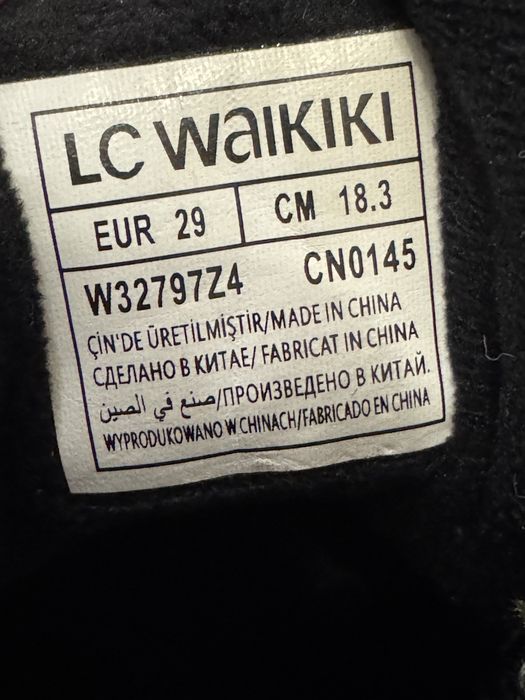 LC WAIKIKI
EUR 29 CM 18.3
W32797Z4 CN0145
ÇİN'DE ÜRETİLMİŞTİR/MADE IN CHINA
СДЕЛАНО В КИТАЕ/ FABRICAT IN CHINA
صنع في الصين/ПРОИЗВЕДЕНО В КИТАЙ.
WYPRODUKOWANO W CHINACH/FABRICADO EN CHINA